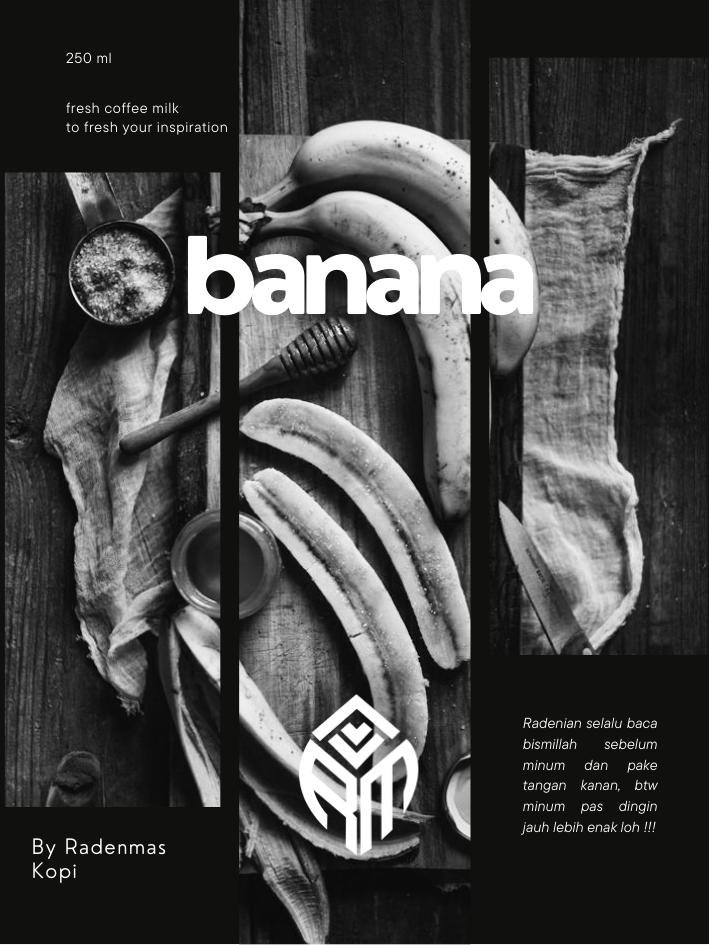 250 ml
fresh coffee milk
to fresh your inspiration
banana
RM
Radenian selalu baca
bismillah sebelum
minum dan pake
tangan kanan, btw
minum pas dingin
jauh lebih enak loh !!!
By Radenmas
Kopi